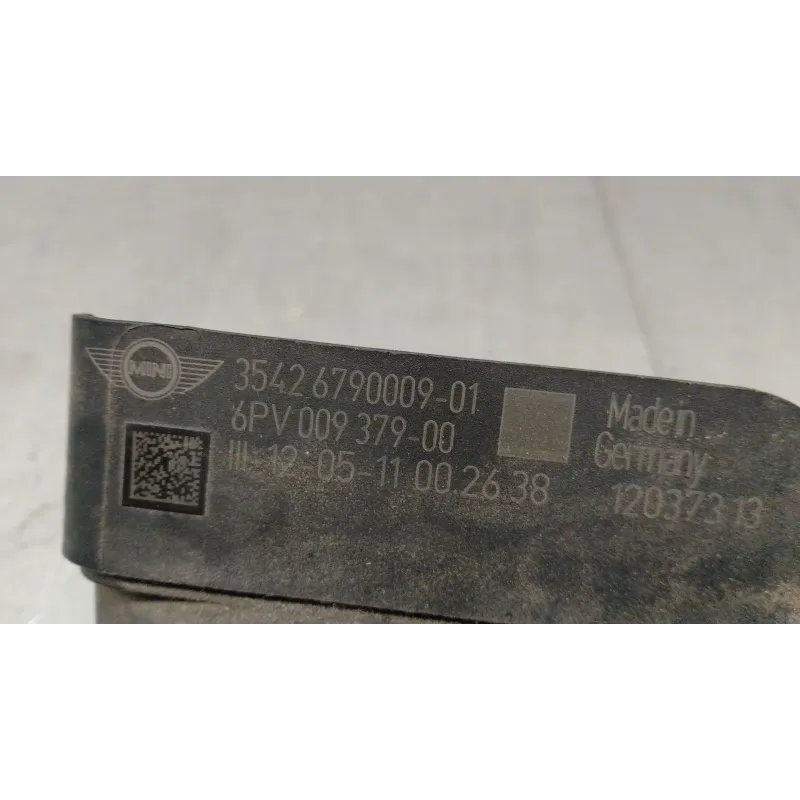 MINI
3542 6790009-01
6PV 009 379-00
III-12-05-11 00.26.38
Made in
Germany
12037313